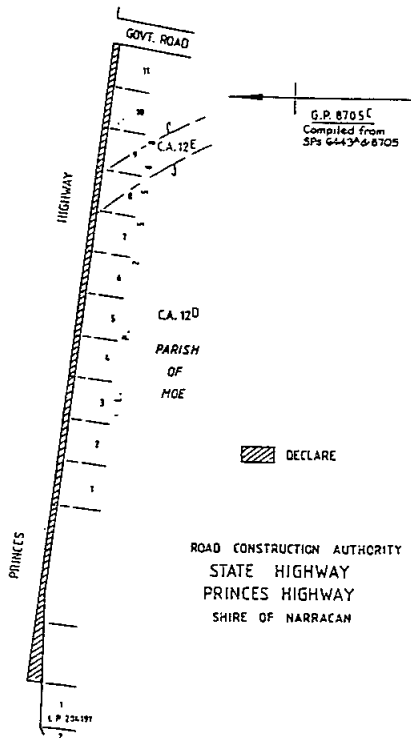 GOVT. ROAD
11
10
G.P. 8705C
Compiled from
SPs 6443A & 8705
C
9
C.A. 12E
J
8
HIGHWAY
7
6
5
C.A. 12D
PARISH
OF
MOE
4
3
2
1
DECLARE
ROAD CONSTRUCTION AUTHORITY
STATE HIGHWAY
PRINCES HIGHWAY
SHIRE OF NARRACAN
PRINCES
1
2